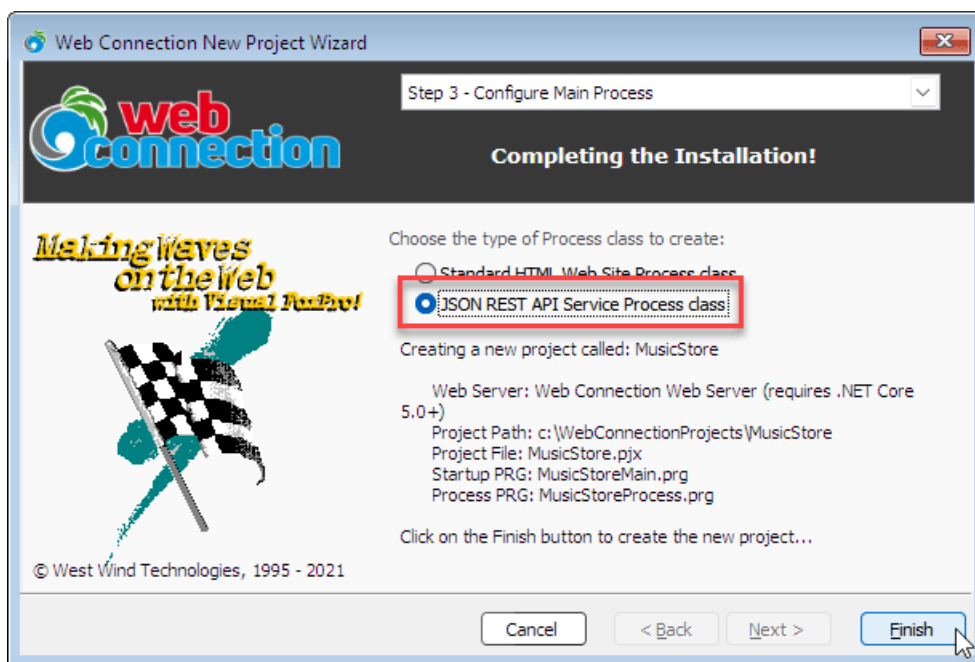 Web Connection New Project Wizard
Step 3 - Configure Main Process
web
connection
Completing the Installation!
Making Waves
on the Web
with Visual FoxPro!
Choose the type of Process class to create:
Standard HTML Web Site Process class
JSON REST API Service Process class
Creating a new project called: MusicStore
Web Server: Web Connection Web Server (requires .NET Core
5.0+)
Project Path: c:\WebConnectionProjects\MusicStore
Project File: MusicStore.pjx
Startup PRG: MusicStoreMain.prg
Process PRG: MusicStoreProcess.prg
Click on the Finish button to create the new project...
© West Wind Technologies, 1995 - 2021
Cancel
< Back
Next >
Finish